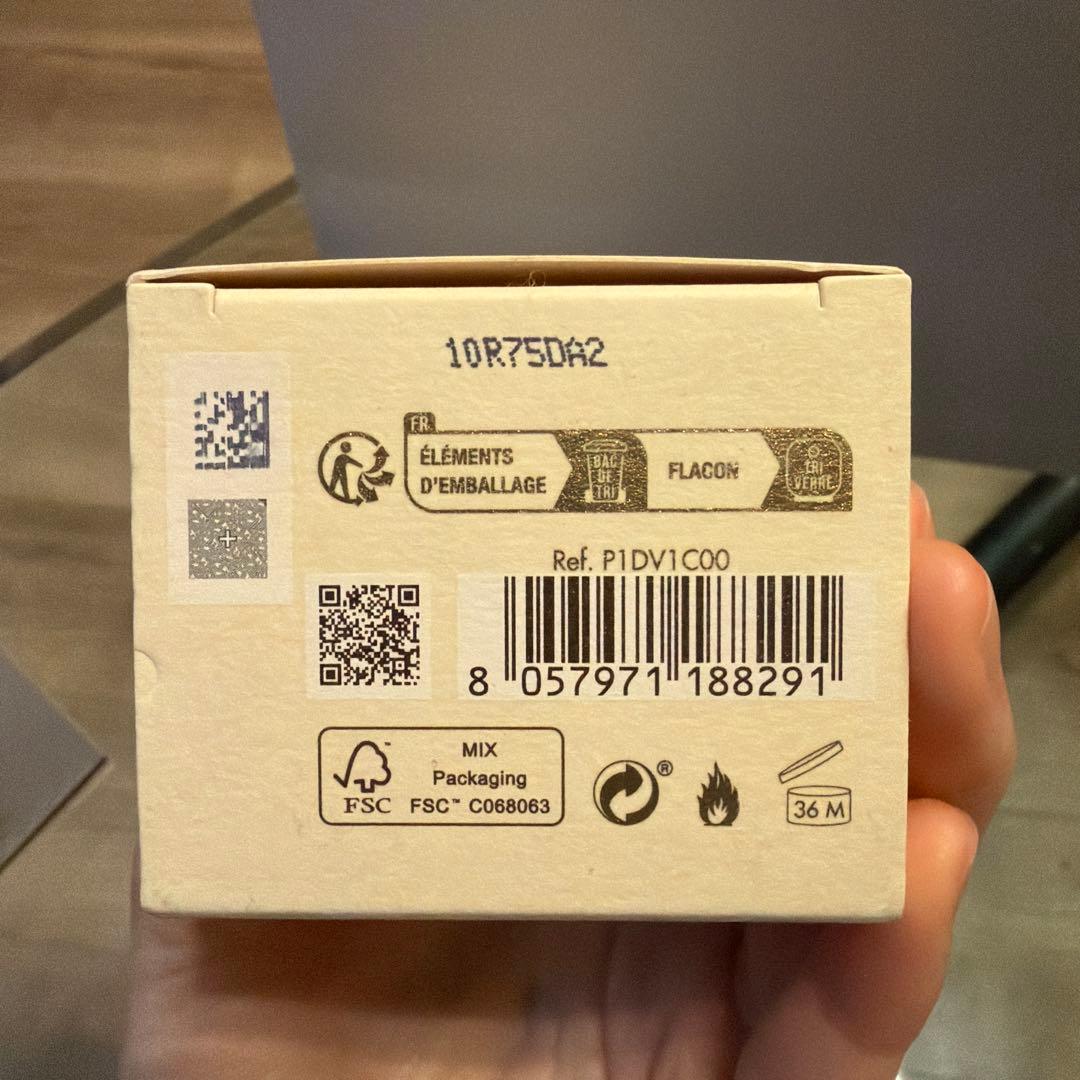 10R75DA2
FR
ÉLÉMENTS
D'EMBALLAGE
BAC
DE
TRI
FLACON
TRI
VERRE
Ref. P1DV1C00
8 057971 188291
FSC™
MIX
Packaging
FSC™ C068063
®
36 M